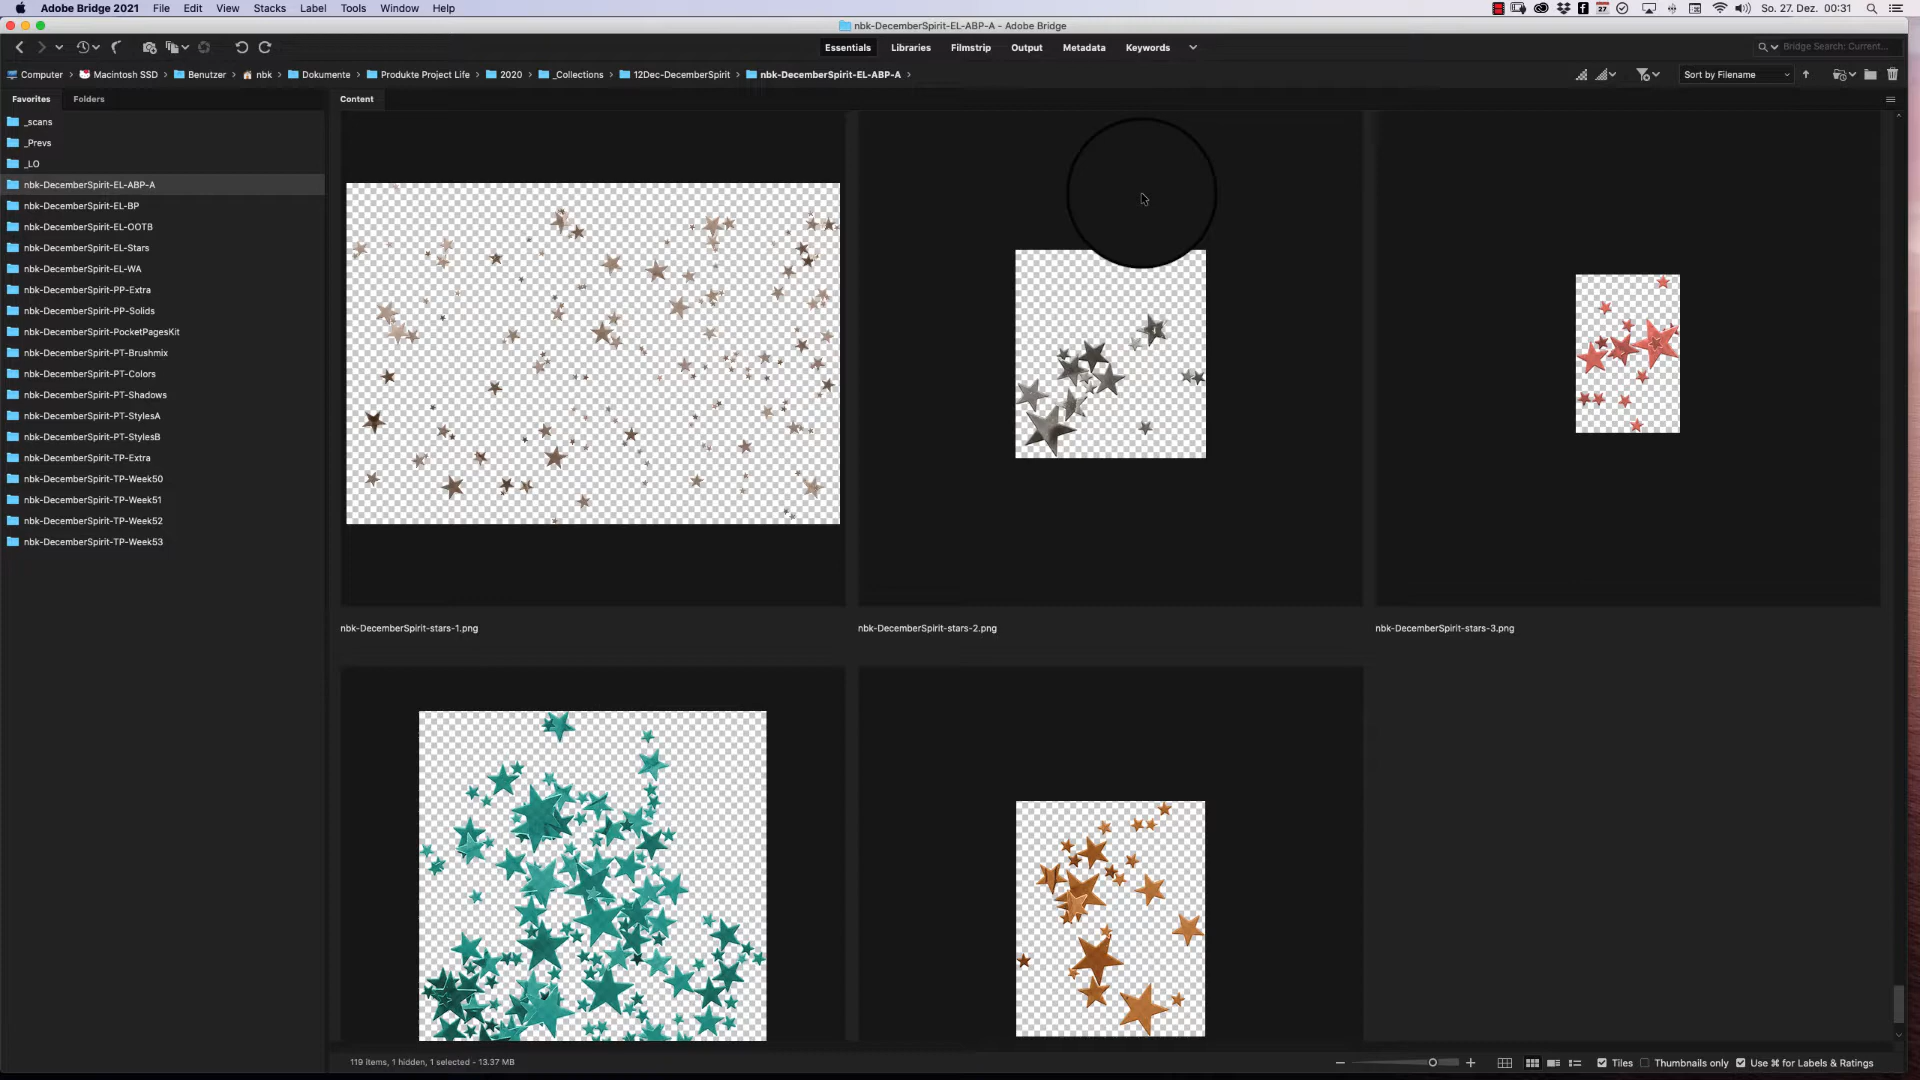 Adobe Bridge 2021 File Edit View Stacks Label Tools Window Help
27
So. 27. Dez. 00:31
nbk-DecemberSpirit-EL-ABP-A – Adobe Bridge
Essentials Libraries Filmstrip Output Metadata Keywords
Bridge Search: Current...
Computer Macintosh SSD Benutzer nbk Dokumente Produkte Project Life 2020 _Collections 12Dec-DecemberSpirit nbk-DecemberSpirit-EL-ABP-A
Sort by Filename
Favorites Folders
Content
_scans
_Prevs
_LO
nbk-DecemberSpirit-EL-ABP-A
nbk-DecemberSpirit-EL-BP
nbk-DecemberSpirit-EL-OOTB
nbk-DecemberSpirit-EL-Stars
nbk-DecemberSpirit-EL-WA
nbk-DecemberSpirit-PP-Extra
nbk-DecemberSpirit-PP-Solids
nbk-DecemberSpirit-PocketPagesKit
nbk-DecemberSpirit-PT-Brushmix
nbk-DecemberSpirit-PT-Colors
nbk-DecemberSpirit-PT-Shadows
nbk-DecemberSpirit-PT-StylesA
nbk-DecemberSpirit-PT-StylesB
nbk-DecemberSpirit-TP-Extra
nbk-DecemberSpirit-TP-Week50
nbk-DecemberSpirit-TP-Week51
nbk-DecemberSpirit-TP-Week52
nbk-DecemberSpirit-TP-Week53
nbk-DecemberSpirit-stars-1.png
nbk-DecemberSpirit-stars-2.png
nbk-DecemberSpirit-stars-3.png
119 items, 1 hidden, 1 selected - 13.37 MB
Tiles Thumbnails only Use ⌘ for Labels & Ratings